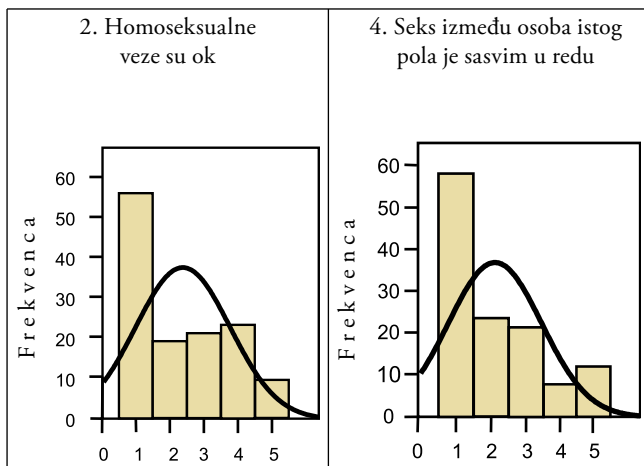 2. Homoseksualne
veze su ok
Frekvenca
60
50
40
30
20
10
0
0 1 2 3 4 5
4. Seks između osoba istog
pola je sasvim u redu
Frekvenca
60
50
40
30
20
10
0
0 1 2 3 4 5